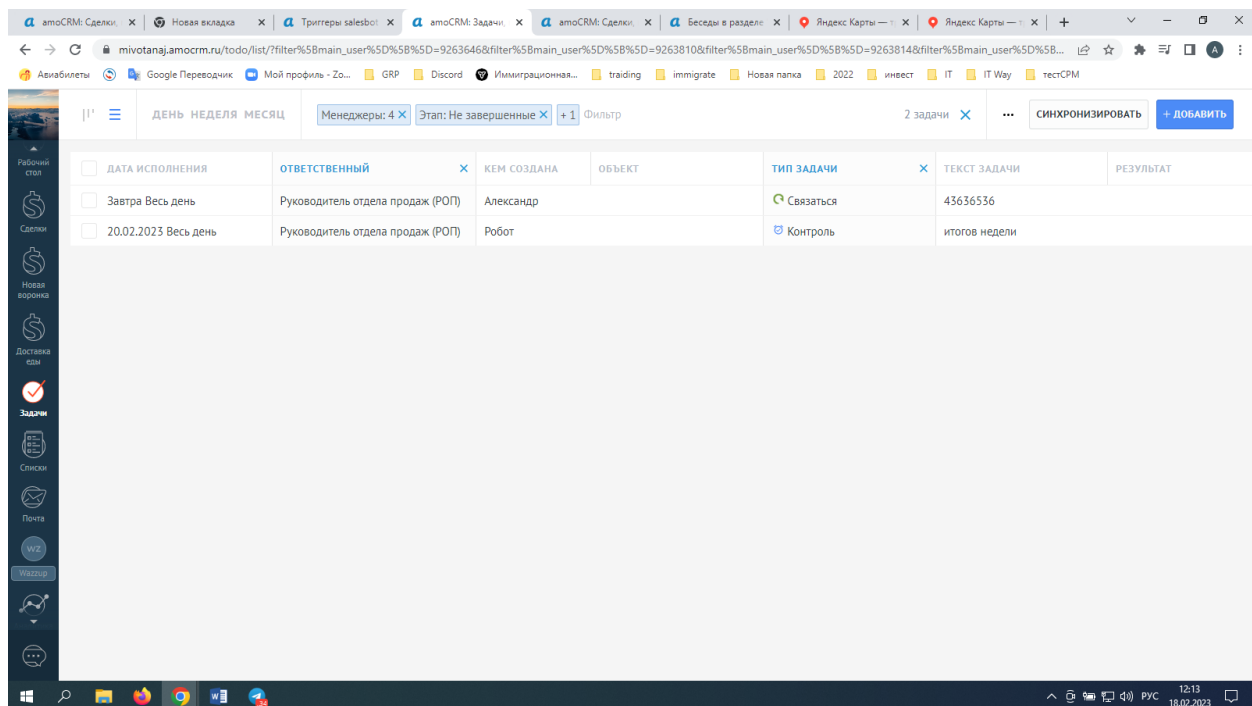 amoCRM: Сделки,
Новая вкладка
Триггеры salesbot
amoCRM: Задачи,
amoCRM: Сделки,
Беседы в разделе
Яндекс Карты —
Яндекс Карты —
mivotanaj.amocrm.ru/todo/list/?filter%5Bmain_user%5D%5B%5D=9263646&filter%5Bmain_user%5D%5B%5D=9263810&filter%5Bmain_user%5D%5B%5D=9263814&filter%5Bmain_user%5D%5B...
A
Авиабилеты Google Переводчик Мой профиль - Zo... GRP Discord Иммиграционная... traiding immigrate Новая папка 2022 инвест IT IT Way тестCPM
ДЕНЬ НЕДЕЛЯ МЕСЯЦ Менеджеры: 4 Этап: Не завершенные + 1 Фильтр 2 задачи ... СИНХРОНИЗИРОВАТЬ + ДОБАВИТЬ
Рабочий
стол
Сделки
Новая
воронка
Доставка
еды
Задачи
Списки
Почта
WZ
Wazzup
ДАТА ИСПОЛНЕНИЯ ОТВЕТСТВЕННЫЙ КЕМ СОЗДАНА ОБЪЕКТ ТИП ЗАДАЧИ ТЕКСТ ЗАДАЧИ РЕЗУЛЬТАТ
Завтра Весь день Руководитель отдела продаж (РОП) Александр Связаться 43636536
20.02.2023 Весь день Руководитель отдела продаж (РОП) Робот Контроль итогов недели
34
РУС
12:13
18.02.2023